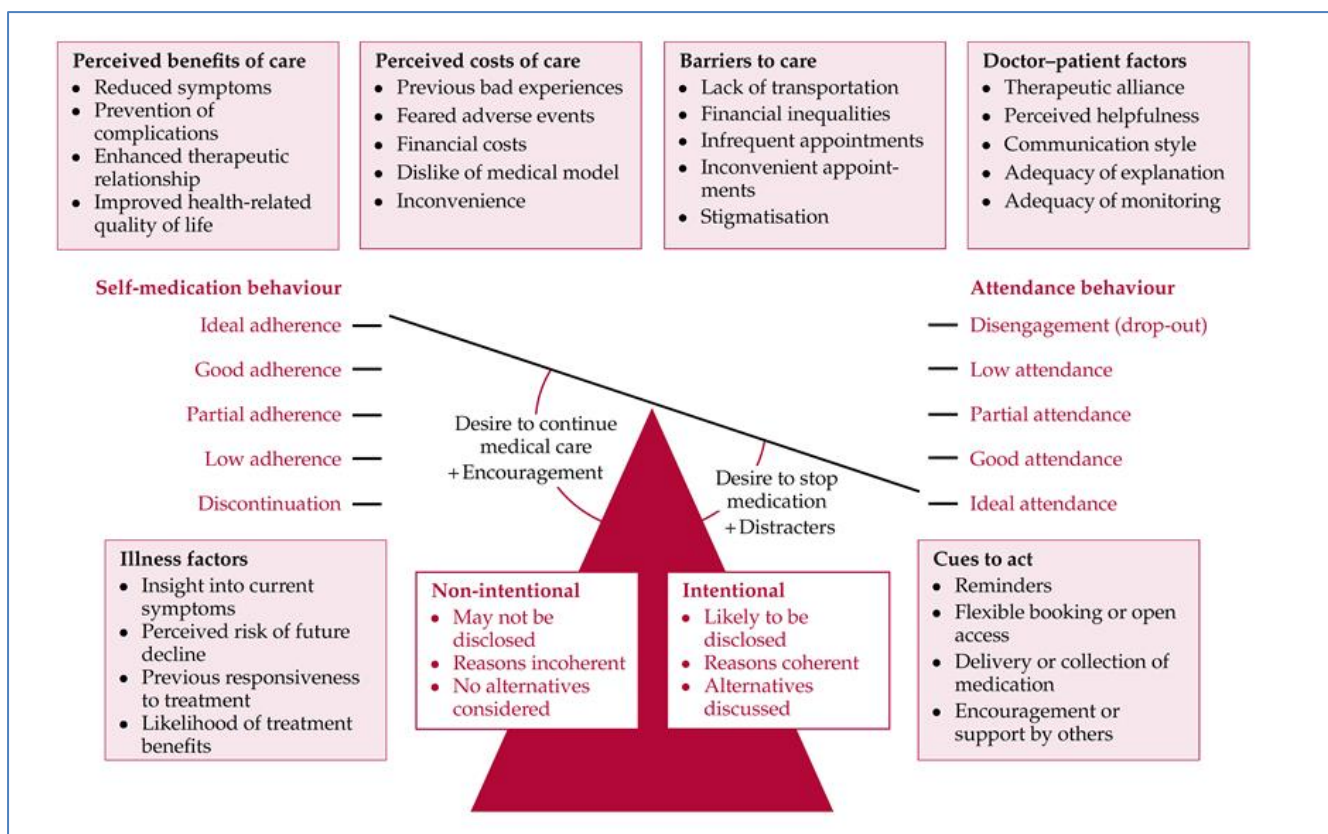 Perceived benefits of care
• Reduced symptoms
• Prevention of
complications
• Enhanced therapeutic
relationship
• Improved health-related
quality of life
Perceived costs of care
• Previous bad experiences
• Feared adverse events
• Financial costs
• Dislike of medical model
• Inconvenience
Barriers to care
• Lack of transportation
• Financial inequalities
• Infrequent appointments
• Inconvenient appoint-
ments
• Stigmatisation
Doctor–patient factors
• Therapeutic alliance
• Perceived helpfulness
• Communication style
• Adequacy of explanation
• Adequacy of monitoring
Self-medication behaviour
Ideal adherence
Good adherence
Partial adherence
Low adherence
Discontinuation
Desire to continue
medical care
+ Encouragement
Desire to stop
medication
+ Distracters
Attendance behaviour
Disengagement (drop-out)
Low attendance
Partial attendance
Good attendance
Ideal attendance
Illness factors
• Insight into current
symptoms
• Perceived risk of future
decline
• Previous responsiveness
to treatment
• Likelihood of treatment
benefits
Non-intentional
• May not be
disclosed
• Reasons incoherent
• No alternatives
considered
Intentional
• Likely to be
disclosed
• Reasons coherent
• Alternatives
discussed
Cues to act
• Reminders
• Flexible booking or open
access
• Delivery or collection of
medication
• Encouragement or
support by others